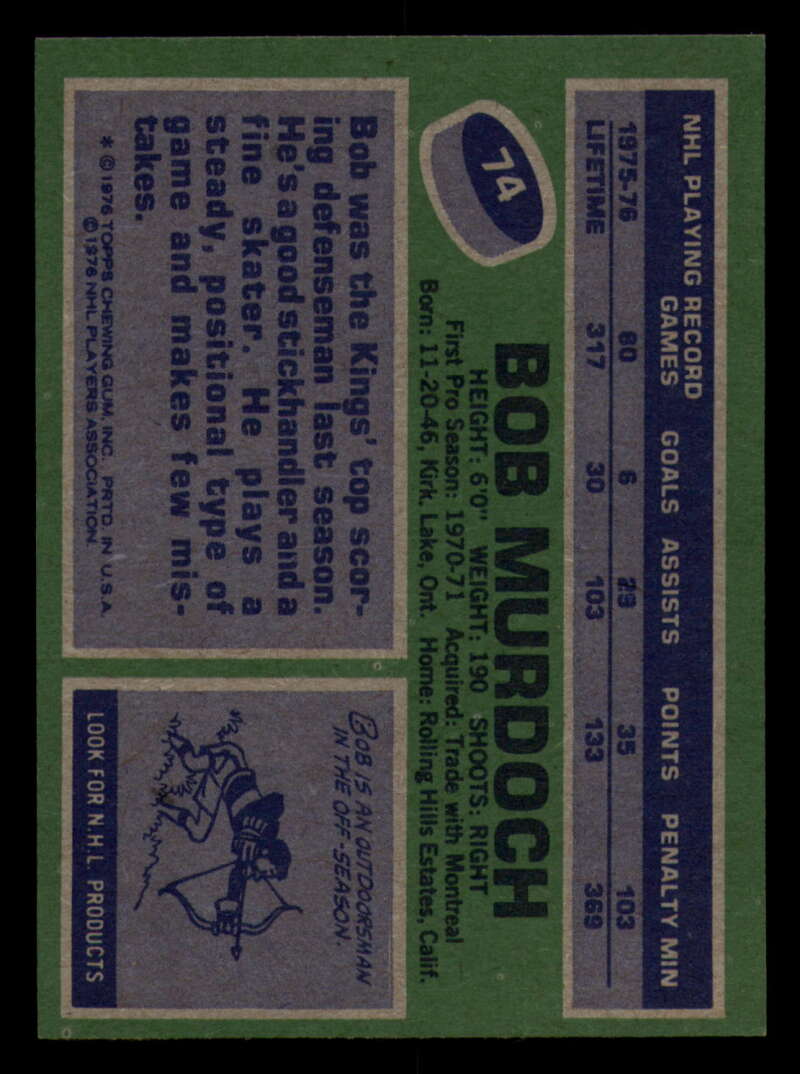 74
BOB MURDOCH
HEIGHT: 6'0" WEIGHT: 190 SHOOTS: RIGHT
First Pro Season: 1970-71 Acquired: Trade with Montreal
Born: 11-20-46, Kirk. Lake, Ont. Home: Rolling Hills Estates, Calif.
NHL PLAYING RECORD
GAMES GOALS ASSISTS POINTS PENALTY MIN
1975-76 80 6 29 35 103
LIFETIME 317 30 103 133 369
Bob was the Kings' top scor-
ing defenseman last season.
He's a good stickhandler and a
fine skater. He plays a
steady, positional type of
game and makes few mis-
takes.
* © 1976 TOPPS CHEWING GUM, INC. PRTD. IN U.S.A.
© 1976 NHL PLAYERS ASSOCIATION.
BOB IS AN OUTDOORSMAN
IN THE OFF-SEASON.
LOOK FOR N.H.L. PRODUCTS